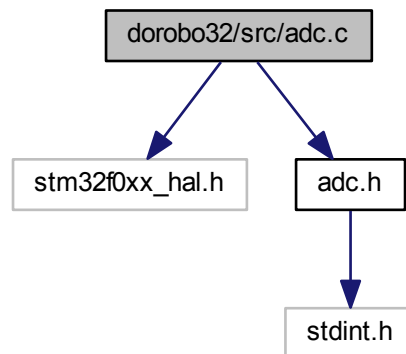 dorobo32/src/adc.c
stm32f0xx_hal.h
adc.h
stdint.h